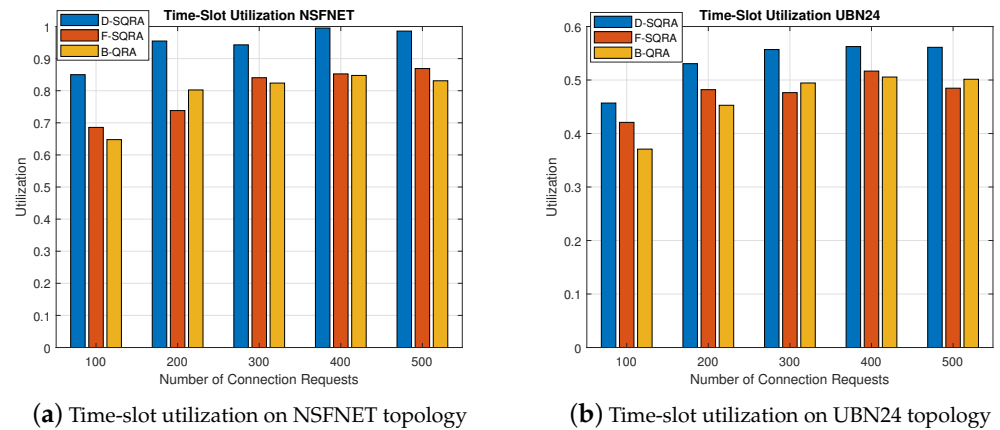 Time-Slot Utilization NSFNET
D-SQRA
F-SQRA
B-QRA
1
0.9
0.8
0.7
0.6
0.5
0.4
0.3
0.2
0.1
0
Utilization
100 200 300 400 500
Number of Connection Requests
(a) Time-slot utilization on NSFNET topology
Time-Slot Utilization UBN24
D-SQRA
F-SQRA
B-QRA
0.6
0.5
0.4
0.3
0.2
0.1
0
Utilization
100 200 300 400 500
Number of Connection Requests
(b) Time-slot utilization on UBN24 topology